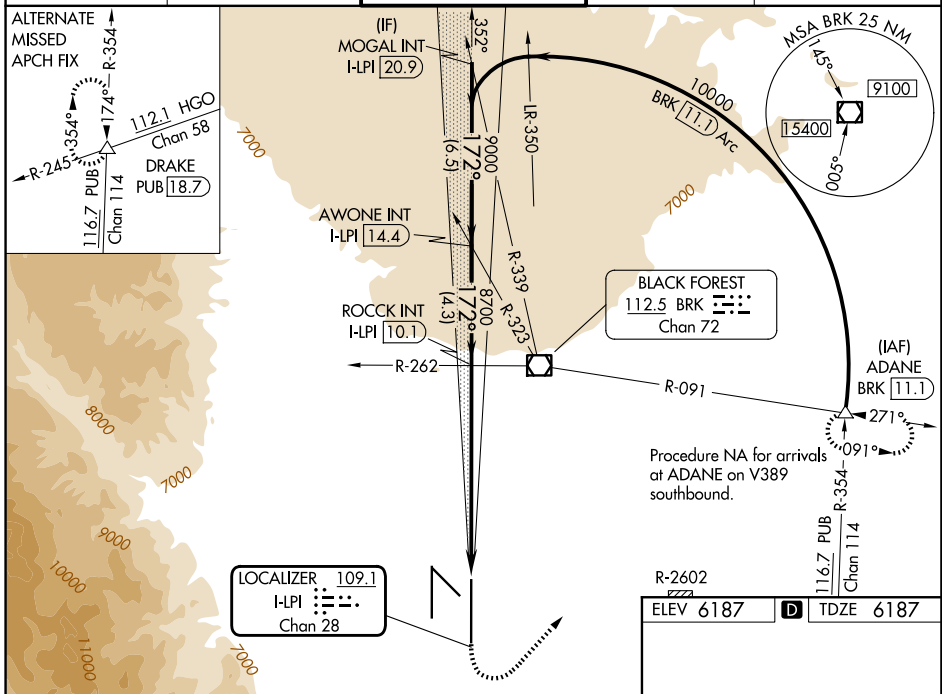 ALTERNATE
MISSED
APCH FIX
R-354
174°
354°
112.1 HGO
Chan 58
R-245
DRAKE
PUB 18.7
116.7 PUB
Chan 114
(IF)
MOGAL INT
I-LPI 20.9
352°
LR-350
10000
BRK 11.1 Arc
MSA BRK 25 NM
145°
9100
15400
005°
7000
7000
9000
172°
(6.5)
AWONE INT
I-LPI 14.4
R-339
R-323
8700
172°
(4.3)
ROCCK INT
I-LPI 10.1
R-262
BLACK FOREST
112.5 BRK
Chan 72
R-091
(IAF)
ADANE
BRK 11.1
271°
091°
Procedure NA for arrivals
at ADANE on V389
southbound.
R-354
116.7 PUB
Chan 114
8000
7000
9000
10000
11000
7000
LOCALIZER 109.1
I-LPI
Chan 28
R-2602
ELEV 6187 D TDZE 6187